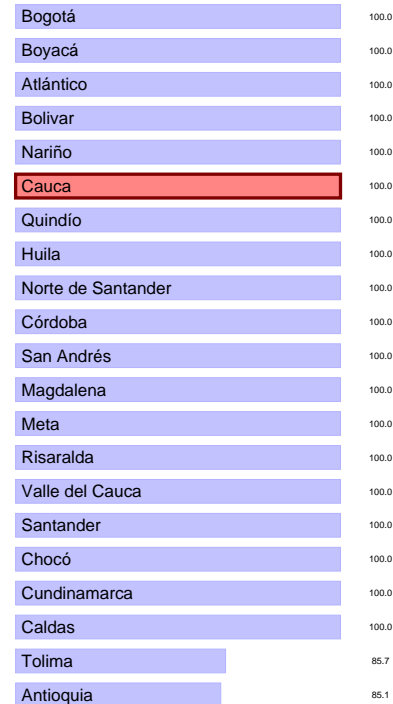 Bogotá 100.0
Boyacá 100.0
Atlántico 100.0
Bolivar 100.0
Nariño 100.0
Cauca 100.0
Quindío 100.0
Huila 100.0
Norte de Santander 100.0
Córdoba 100.0
San Andrés 100.0
Magdalena 100.0
Meta 100.0
Risaralda 100.0
Valle del Cauca 100.0
Santander 100.0
Chocó 100.0
Cundinamarca 100.0
Caldas 100.0
Tolima 85.7
Antioquia 85.1